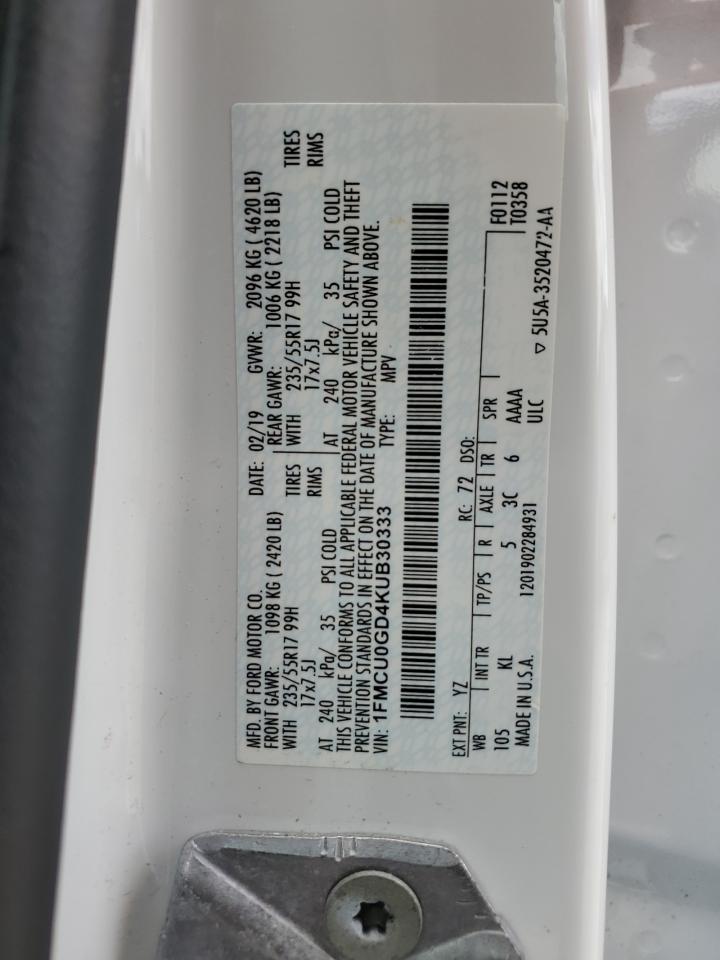 MFD. BY FORD MOTOR CO.
DATE: 02/19 GVWR: 2096 KG ( 4620 LB)
FRONT GAWR: 1098 KG ( 2420 LB)
REAR GAWR: 1006 KG ( 2218 LB)
WITH 235/55R17 99H TIRES
WITH 235/55R17 99H TIRES
17x7.5J RIMS
17x7.5J RIMS
AT 240 kPa/ 35 PSI COLD
AT 240 kPa/ 35 PSI COLD
THIS VEHICLE CONFORMS TO ALL APPLICABLE FEDERAL MOTOR VEHICLE SAFETY AND THEFT
PREVENTION STANDARDS IN EFFECT ON THE DATE OF MANUFACTURE SHOWN ABOVE.
VIN: 1FMCU0GD4KUB30333 TYPE: MPV
EXT PNT: YZ RC: 72 DSO: F0112
T0358
WB INT TR TP/PS R AXLE TR SPR
105 KL 5 3C 6 AAAA
MADE IN U.S.A. 1201902284931 ULC
▽ 5U5A-3520472-AA